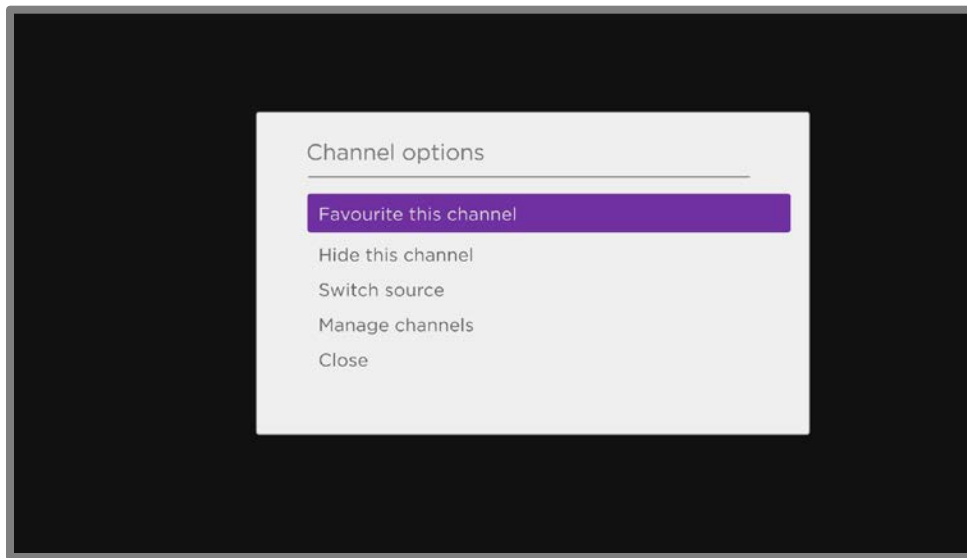 Channel options
Favourite this channel
Hide this channel
Switch source
Manage channels
Close